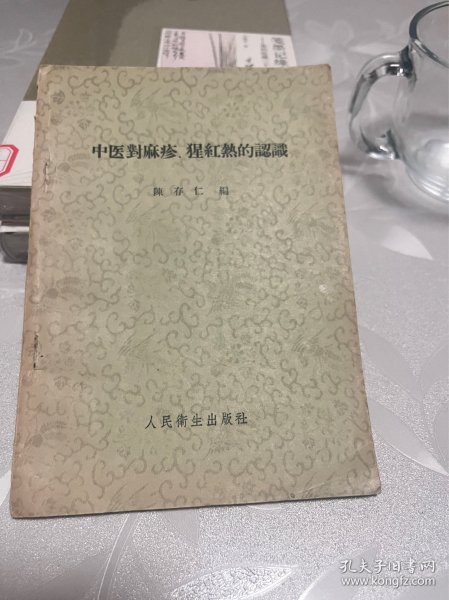 中医對麻疹、猩紅熱的認識
陳存仁 編
人民衛生出版社
孔夫子旧书网
www.kongfz.com